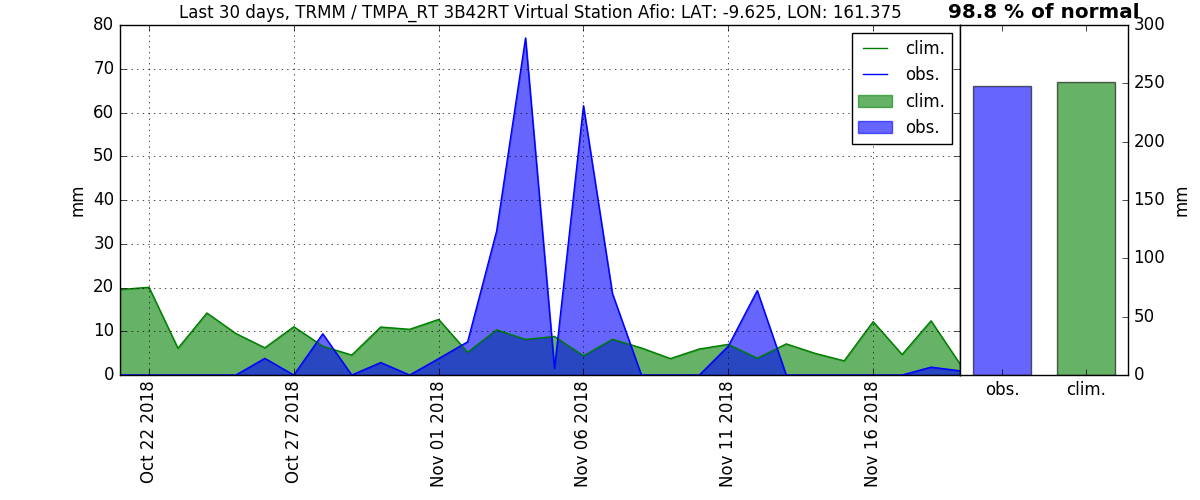 Last 30 days, TRMM / TMPA_RT 3B42RT Virtual Station Afio: LAT: -9.625, LON: 161.375
98.8 % of normal
80
70
60
50
40
30
20
10
0
mm
clim.
obs.
clim.
obs.
Oct 22 2018
Oct 27 2018
Nov 01 2018
Nov 06 2018
Nov 11 2018
Nov 16 2018
300
250
200
150
100
50
0
mm
obs.
clim.